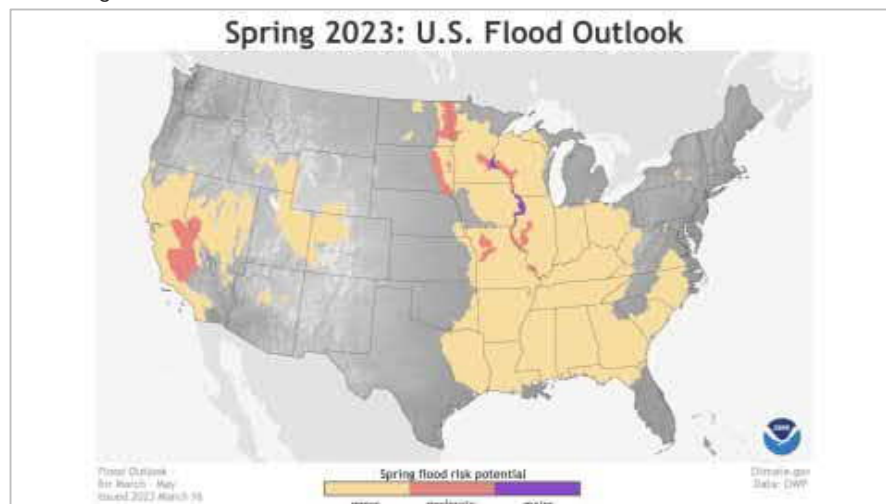 Spring 2023: U.S. Flood Outlook
Flood Outlook
for March - May
Issued 2023 March 16
Spring flood risk potential
moderate
Climate.gov
Data: OWP